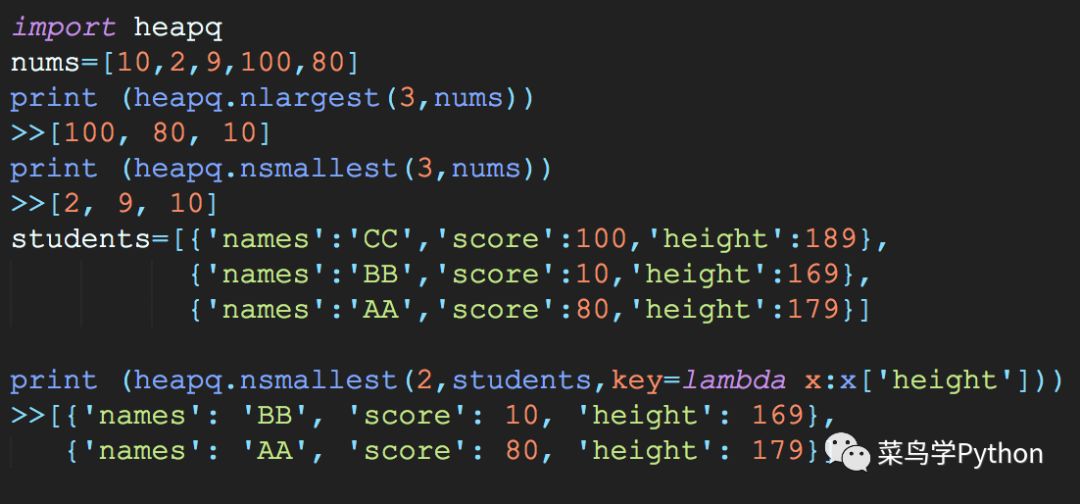 import heapq
nums=[10,2,9,100,80]
print (heapq.nlargest(3,nums))
>>[100, 80, 10]
print (heapq.nsmallest(3,nums))
>>[2, 9, 10]
students=[{'names':'CC','score':100,'height':189},
{'names':'BB','score':10,'height':169},
{'names':'AA','score':80,'height':179}]
print (heapq.nsmallest(2,students,key=lambda x:x['height']))
>>[{'names': 'BB', 'score': 10, 'height': 169},
{'names': 'AA', 'score': 80, 'height': 179}
菜鸟学Python